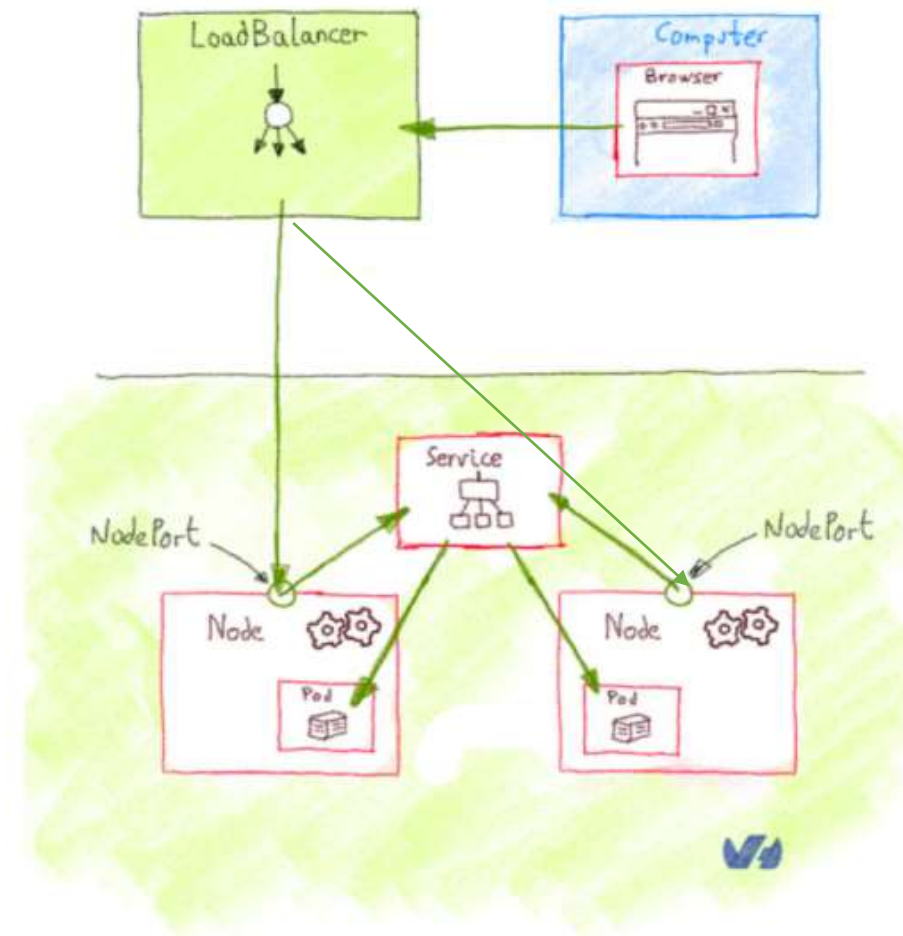 LoadBalancer
Computer
Browser
Service
NodePort
NodePort
Node
Node
Pod
Pod